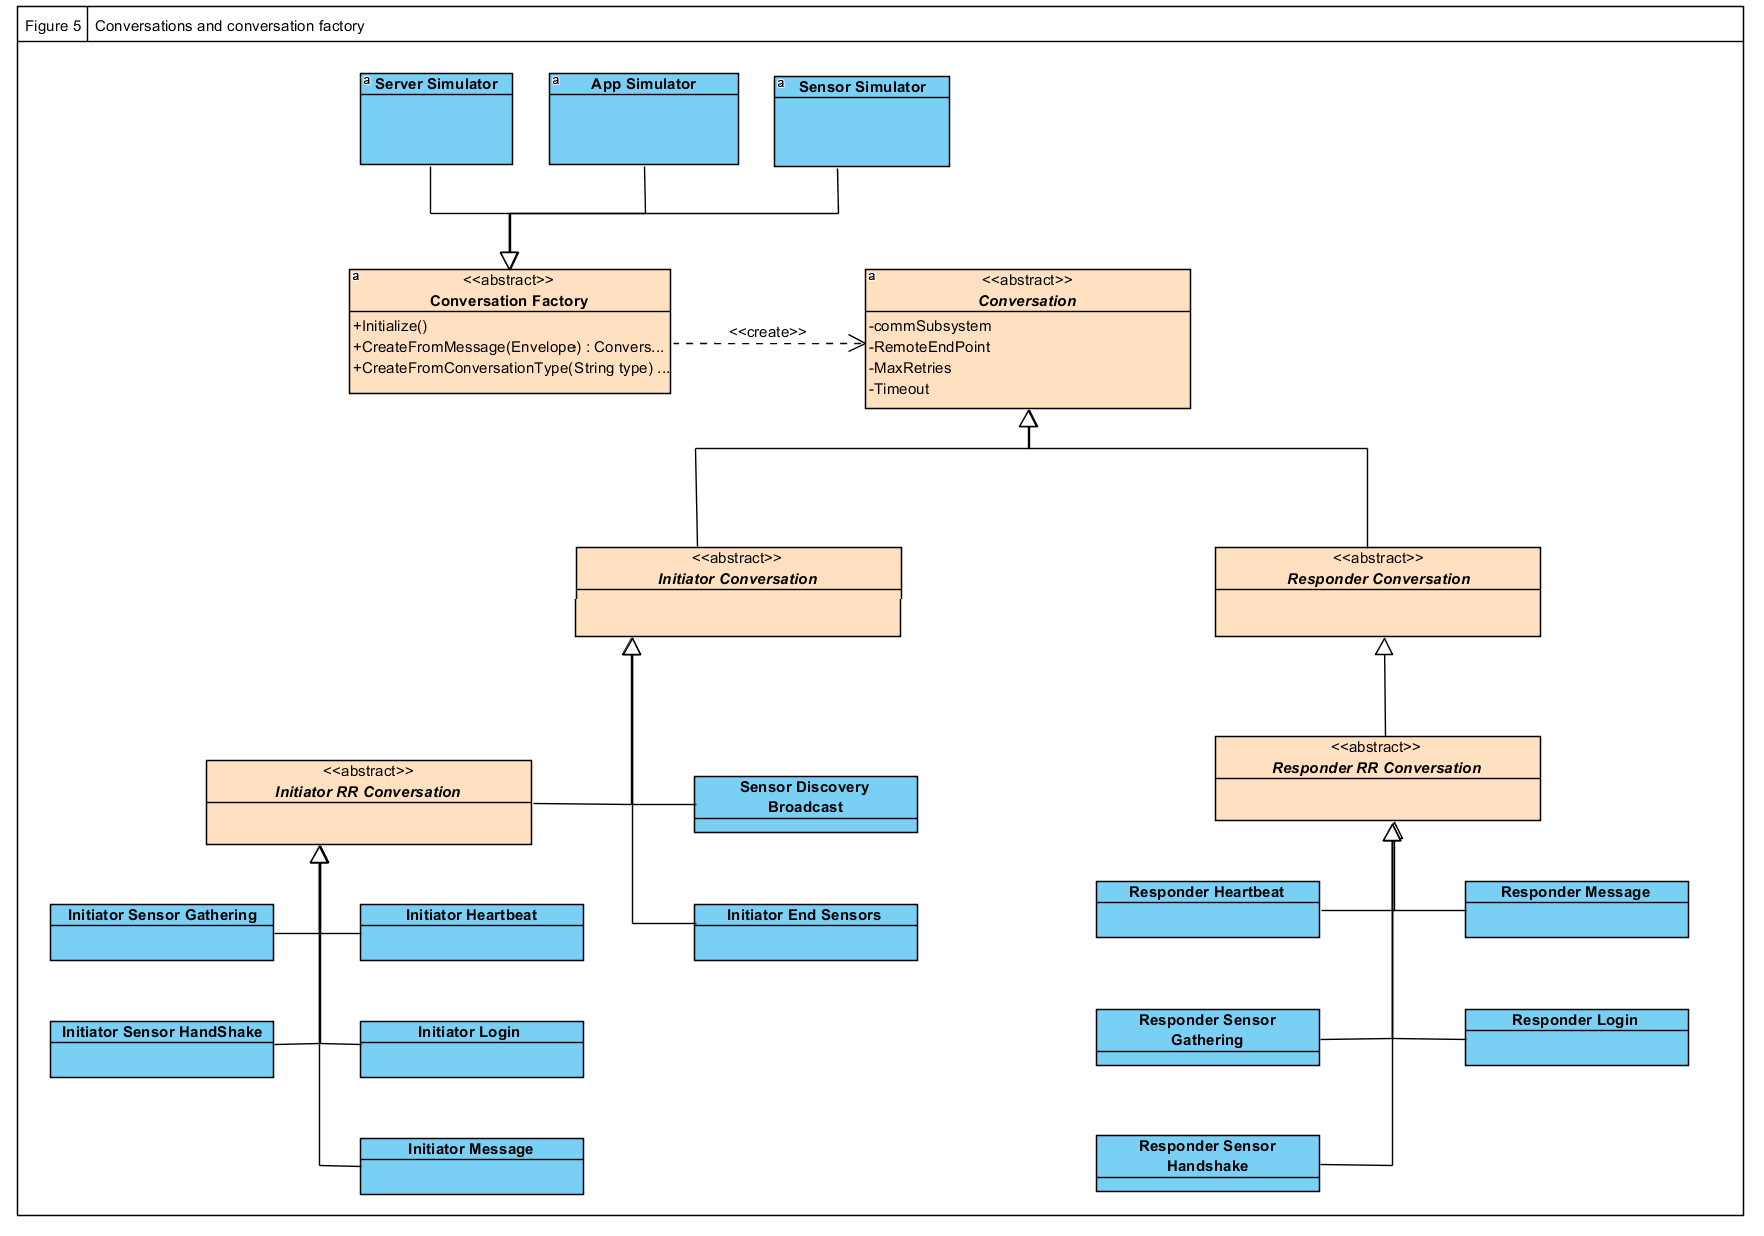 Figure 5
Conversations and conversation factory
a
Server Simulator
a
App Simulator
a
Sensor Simulator
a
<<abstract>>
Conversation Factory
+Initialize()
+CreateFromMessage(Envelope) : Convers...
+CreateFromConversationType(String type) ...
<<create>>
a
<<abstract>>
Conversation
-commSubsystem
-RemoteEndPoint
-MaxRetries
-Timeout
<<abstract>>
Initiator Conversation
<<abstract>>
Responder Conversation
<<abstract>>
Initiator RR Conversation
Sensor Discovery
Broadcast
<<abstract>>
Responder RR Conversation
Initiator Sensor Gathering
Initiator Heartbeat
Initiator End Sensors
Responder Heartbeat
Responder Message
Initiator Sensor HandShake
Initiator Login
Responder Sensor
Gathering
Responder Login
Initiator Message
Responder Sensor
Handshake